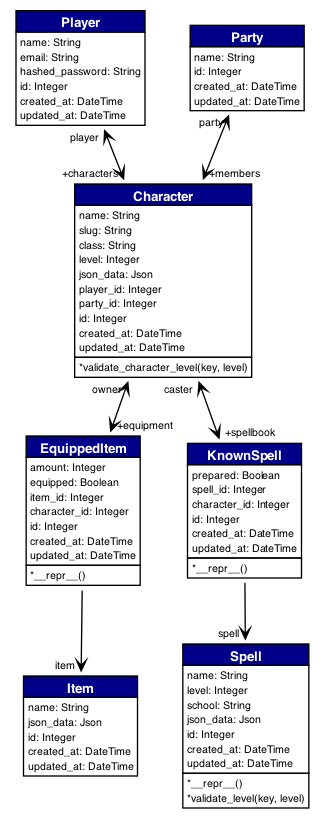 Player
name: String
email: String
hashed_password: String
id: Integer
created_at: DateTime
updated_at: DateTime
Party
name: String
id: Integer
created_at: DateTime
updated_at: DateTime
player
party
+characters
+members
Character
name: String
slug: String
class: String
level: Integer
json_data: Json
player_id: Integer
party_id: Integer
id: Integer
created_at: DateTime
updated_at: DateTime
*validate_character_level(key, level)
owner
caster
+equipment
+spellbook
EquippedItem
amount: Integer
equipped: Boolean
item_id: Integer
character_id: Integer
id: Integer
created_at: DateTime
updated_at: DateTime
*__repr__()
KnownSpell
prepared: Boolean
spell_id: Integer
character_id: Integer
id: Integer
created_at: DateTime
updated_at: DateTime
*__repr__()
item
spell
Item
name: String
json_data: Json
id: Integer
created_at: DateTime
updated_at: DateTime
Spell
name: String
level: Integer
school: String
json_data: Json
id: Integer
created_at: DateTime
updated_at: DateTime
*__repr__()
*validate_level(key, level)